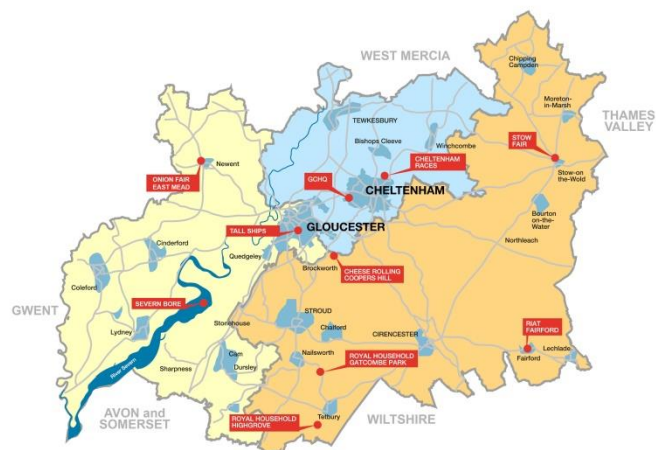 WEST MERCIA
Chipping
Campden
Moreton-
in-Marsh
THAMES
VALLEY
TEWKESBURY
Bishops Cleeve
Winchcombe
STOW
FAIR
Newent
ONION FAIR
EAST MEAD
CHELTENHAM
RACES
GCHQ
CHELTENHAM
Stow-on-
the-Wold
Bourton
on-the-
Water
TALL SHIPS
GLOUCESTER
Northleach
Cinderford
Quedgeley
Brockworth
CHEESE ROLLING
COOPERS HILL
Coleford
GWENT
SEVERN BORE
STROUD
Chalford
CIRENCESTER
RIAT
FAIRFORD
Lydney
Stonehouse
Nailsworth
Lechlade
Fairford
Cam
Dursley
Sharpness
ROYAL HOUSEHOLD
GATCOMBE PARK
River Severn
AVON and
SOMERSET
ROYAL HOUSEHOLD
HIGHGROVE
Tetbury
WILTSHIRE